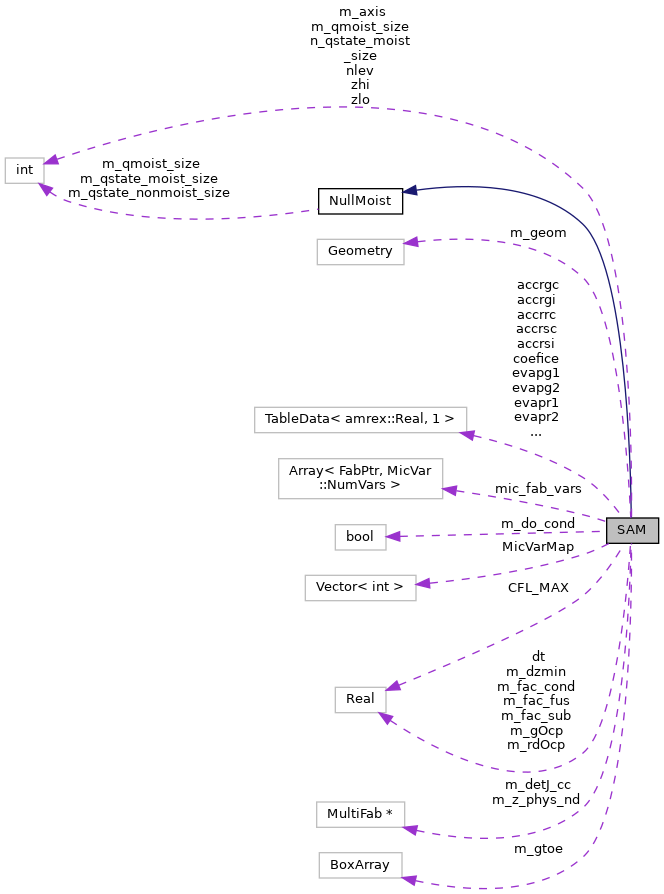 m_axis
m_qmoist_size
n_qstate_moist
_size
nlev
zhi
zlo
int
m_qmoist_size
m_qstate_moist_size
m_qstate_nonmoist_size
NullMoist
m_geom
Geometry
accrgc
accrgi
accrrc
accrsc
accrsi
coefice
evapg1
evapg2
evapr1
evapr2
...
TableData< amrex::Real, 1 >
Array< FabPtr, MicVar
::NumVars >
mic_fab_vars
SAM
m_do_cond
bool
MicVarMap
Vector< int >
CFL_MAX
dt
m_dzmin
m_fac_cond
m_fac_fus
m_fac_sub
m_gOcp
m_rdOcp
Real
m_detJ_cc
m_z_phys_nd
MultiFab *
m_gtoe
BoxArray